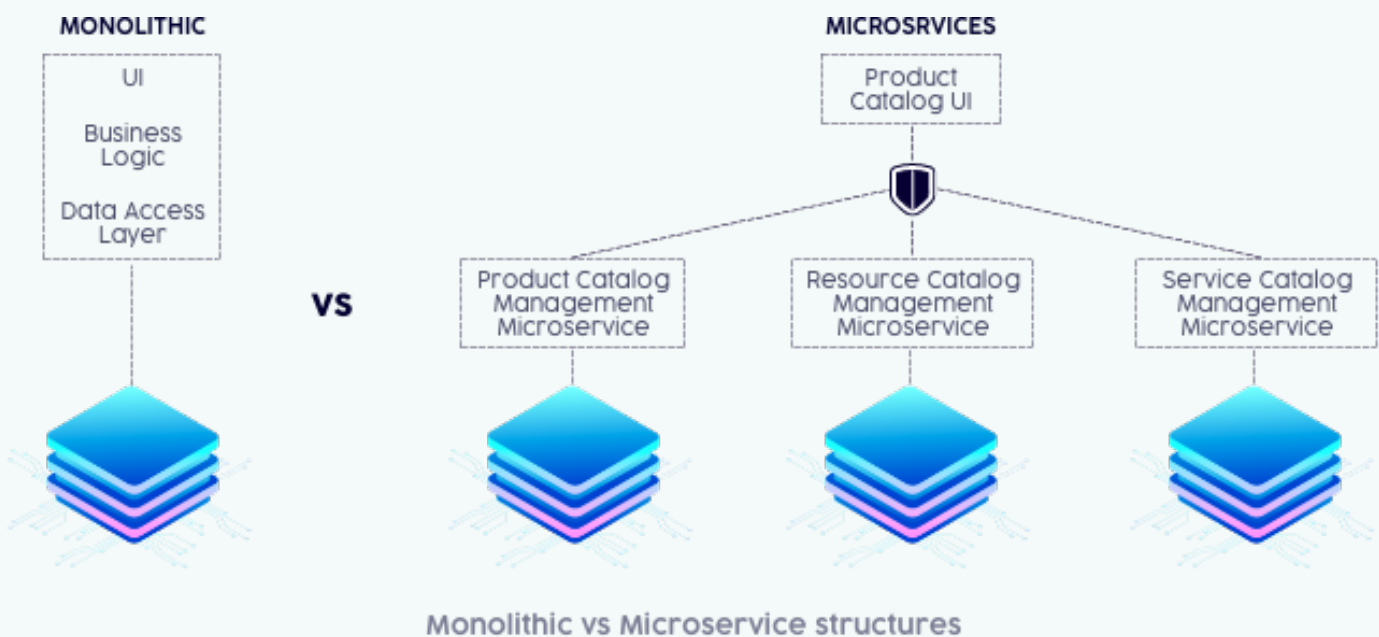 MONOLITHIC
UI
Business
Logic
Data Access
Layer
VS
MICROSRVICES
Product
Catalog UI
Product Catalog
Management
Microservice
Resource Catalog
Management
Microservice
Service Catalog
Management
Microservice
Monolithic vs Microservice structures